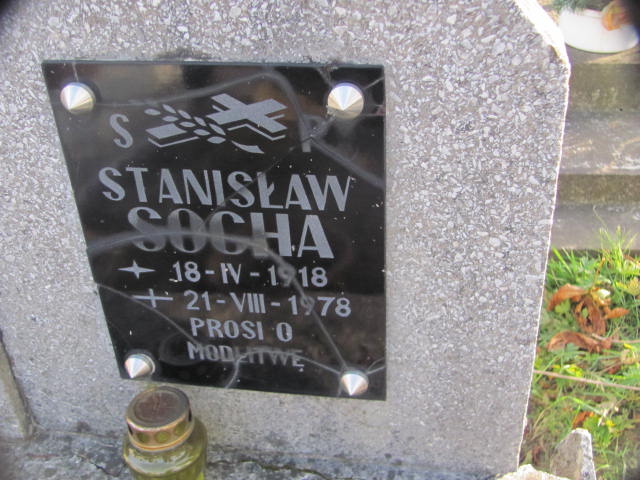 S P
STANISŁAW
SOCHA
18-IV-1918
21-VIII-1978
PROSI O
MODLITWĘ